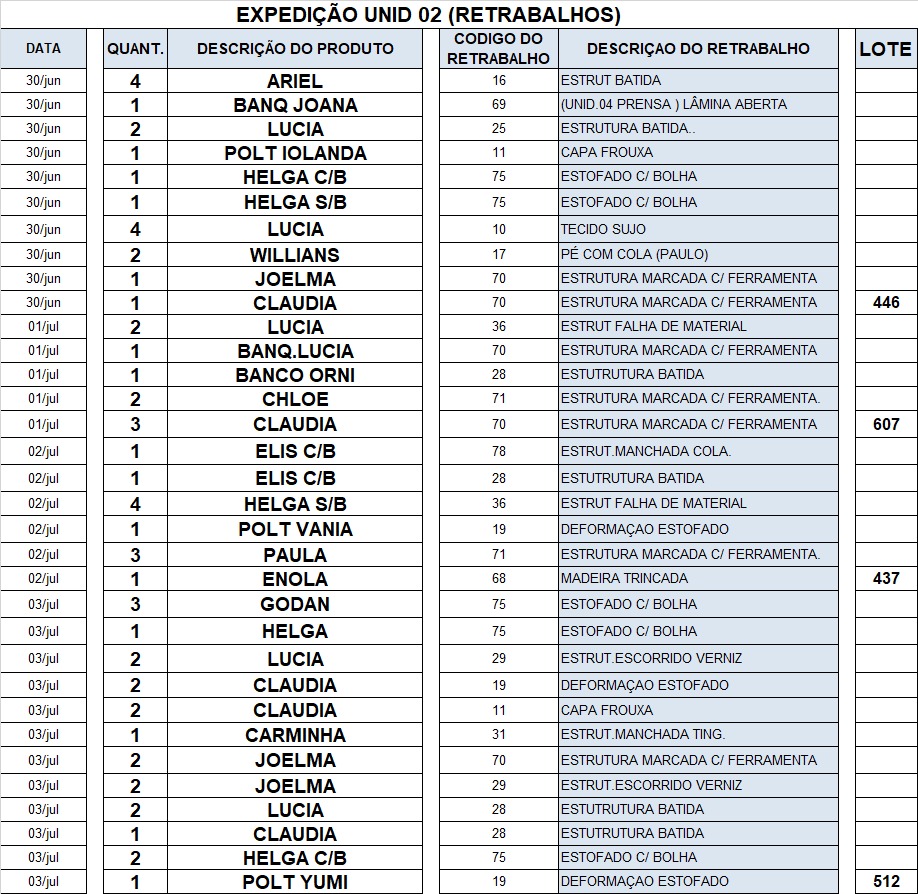 EXPEDIÇÃO UNID 02 (RETRABALHOS)
DATA QUANT. DESCRIÇÃO DO PRODUTO CODIGO DO RETRABALHO DESCRIÇAO DO RETRABALHO LOTE
30/jun 4 ARIEL 16 ESTRUT BATIDA
30/jun 1 BANQ JOANA 69 (UNID.04 PRENSA ) LÂMINA ABERTA
30/jun 2 LUCIA 25 ESTRUTURA BATIDA..
30/jun 1 POLT IOLANDA 11 CAPA FROUXA
30/jun 1 HELGA C/B 75 ESTOFADO C/ BOLHA
30/jun 1 HELGA S/B 75 ESTOFADO C/ BOLHA
30/jun 4 LUCIA 10 TECIDO SUJO
30/jun 2 WILLIANS 17 PÉ COM COLA (PAULO)
30/jun 1 JOELMA 70 ESTRUTURA MARCADA C/ FERRAMENTA
30/jun 1 CLAUDIA 70 ESTRUTURA MARCADA C/ FERRAMENTA 446
01/jul 2 LUCIA 36 ESTRUT FALHA DE MATERIAL
01/jul 1 BANQ.LUCIA 70 ESTRUTURA MARCADA C/ FERRAMENTA
01/jul 1 BANCO ORNI 28 ESTUTRUTURA BATIDA
01/jul 2 CHLOE 71 ESTRUTURA MARCADA C/ FERRAMENTA.
01/jul 3 CLAUDIA 70 ESTRUTURA MARCADA C/ FERRAMENTA 607
02/jul 1 ELIS C/B 78 ESTRUT.MANCHADA COLA.
02/jul 1 ELIS C/B 28 ESTUTRUTURA BATIDA
02/jul 4 HELGA S/B 36 ESTRUT FALHA DE MATERIAL
02/jul 1 POLT VANIA 19 DEFORMAÇAO ESTOFADO
02/jul 3 PAULA 71 ESTRUTURA MARCADA C/ FERRAMENTA.
02/jul 1 ENOLA 68 MADEIRA TRINCADA 437
03/jul 3 GODAN 75 ESTOFADO C/ BOLHA
03/jul 1 HELGA 75 ESTOFADO C/ BOLHA
03/jul 2 LUCIA 29 ESTRUT.ESCORRIDO VERNIZ
03/jul 2 CLAUDIA 19 DEFORMAÇAO ESTOFADO
03/jul 2 CLAUDIA 11 CAPA FROUXA
03/jul 1 CARMINHA 31 ESTRUT.MANCHADA TING.
03/jul 2 JOELMA 70 ESTRUTURA MARCADA C/ FERRAMENTA
03/jul 2 JOELMA 29 ESTRUT.ESCORRIDO VERNIZ
03/jul 2 LUCIA 28 ESTUTRUTURA BATIDA
03/jul 1 CLAUDIA 28 ESTUTRUTURA BATIDA
03/jul 2 HELGA C/B 75 ESTOFADO C/ BOLHA
03/jul 1 POLT YUMI 19 DEFORMAÇAO ESTOFADO 512